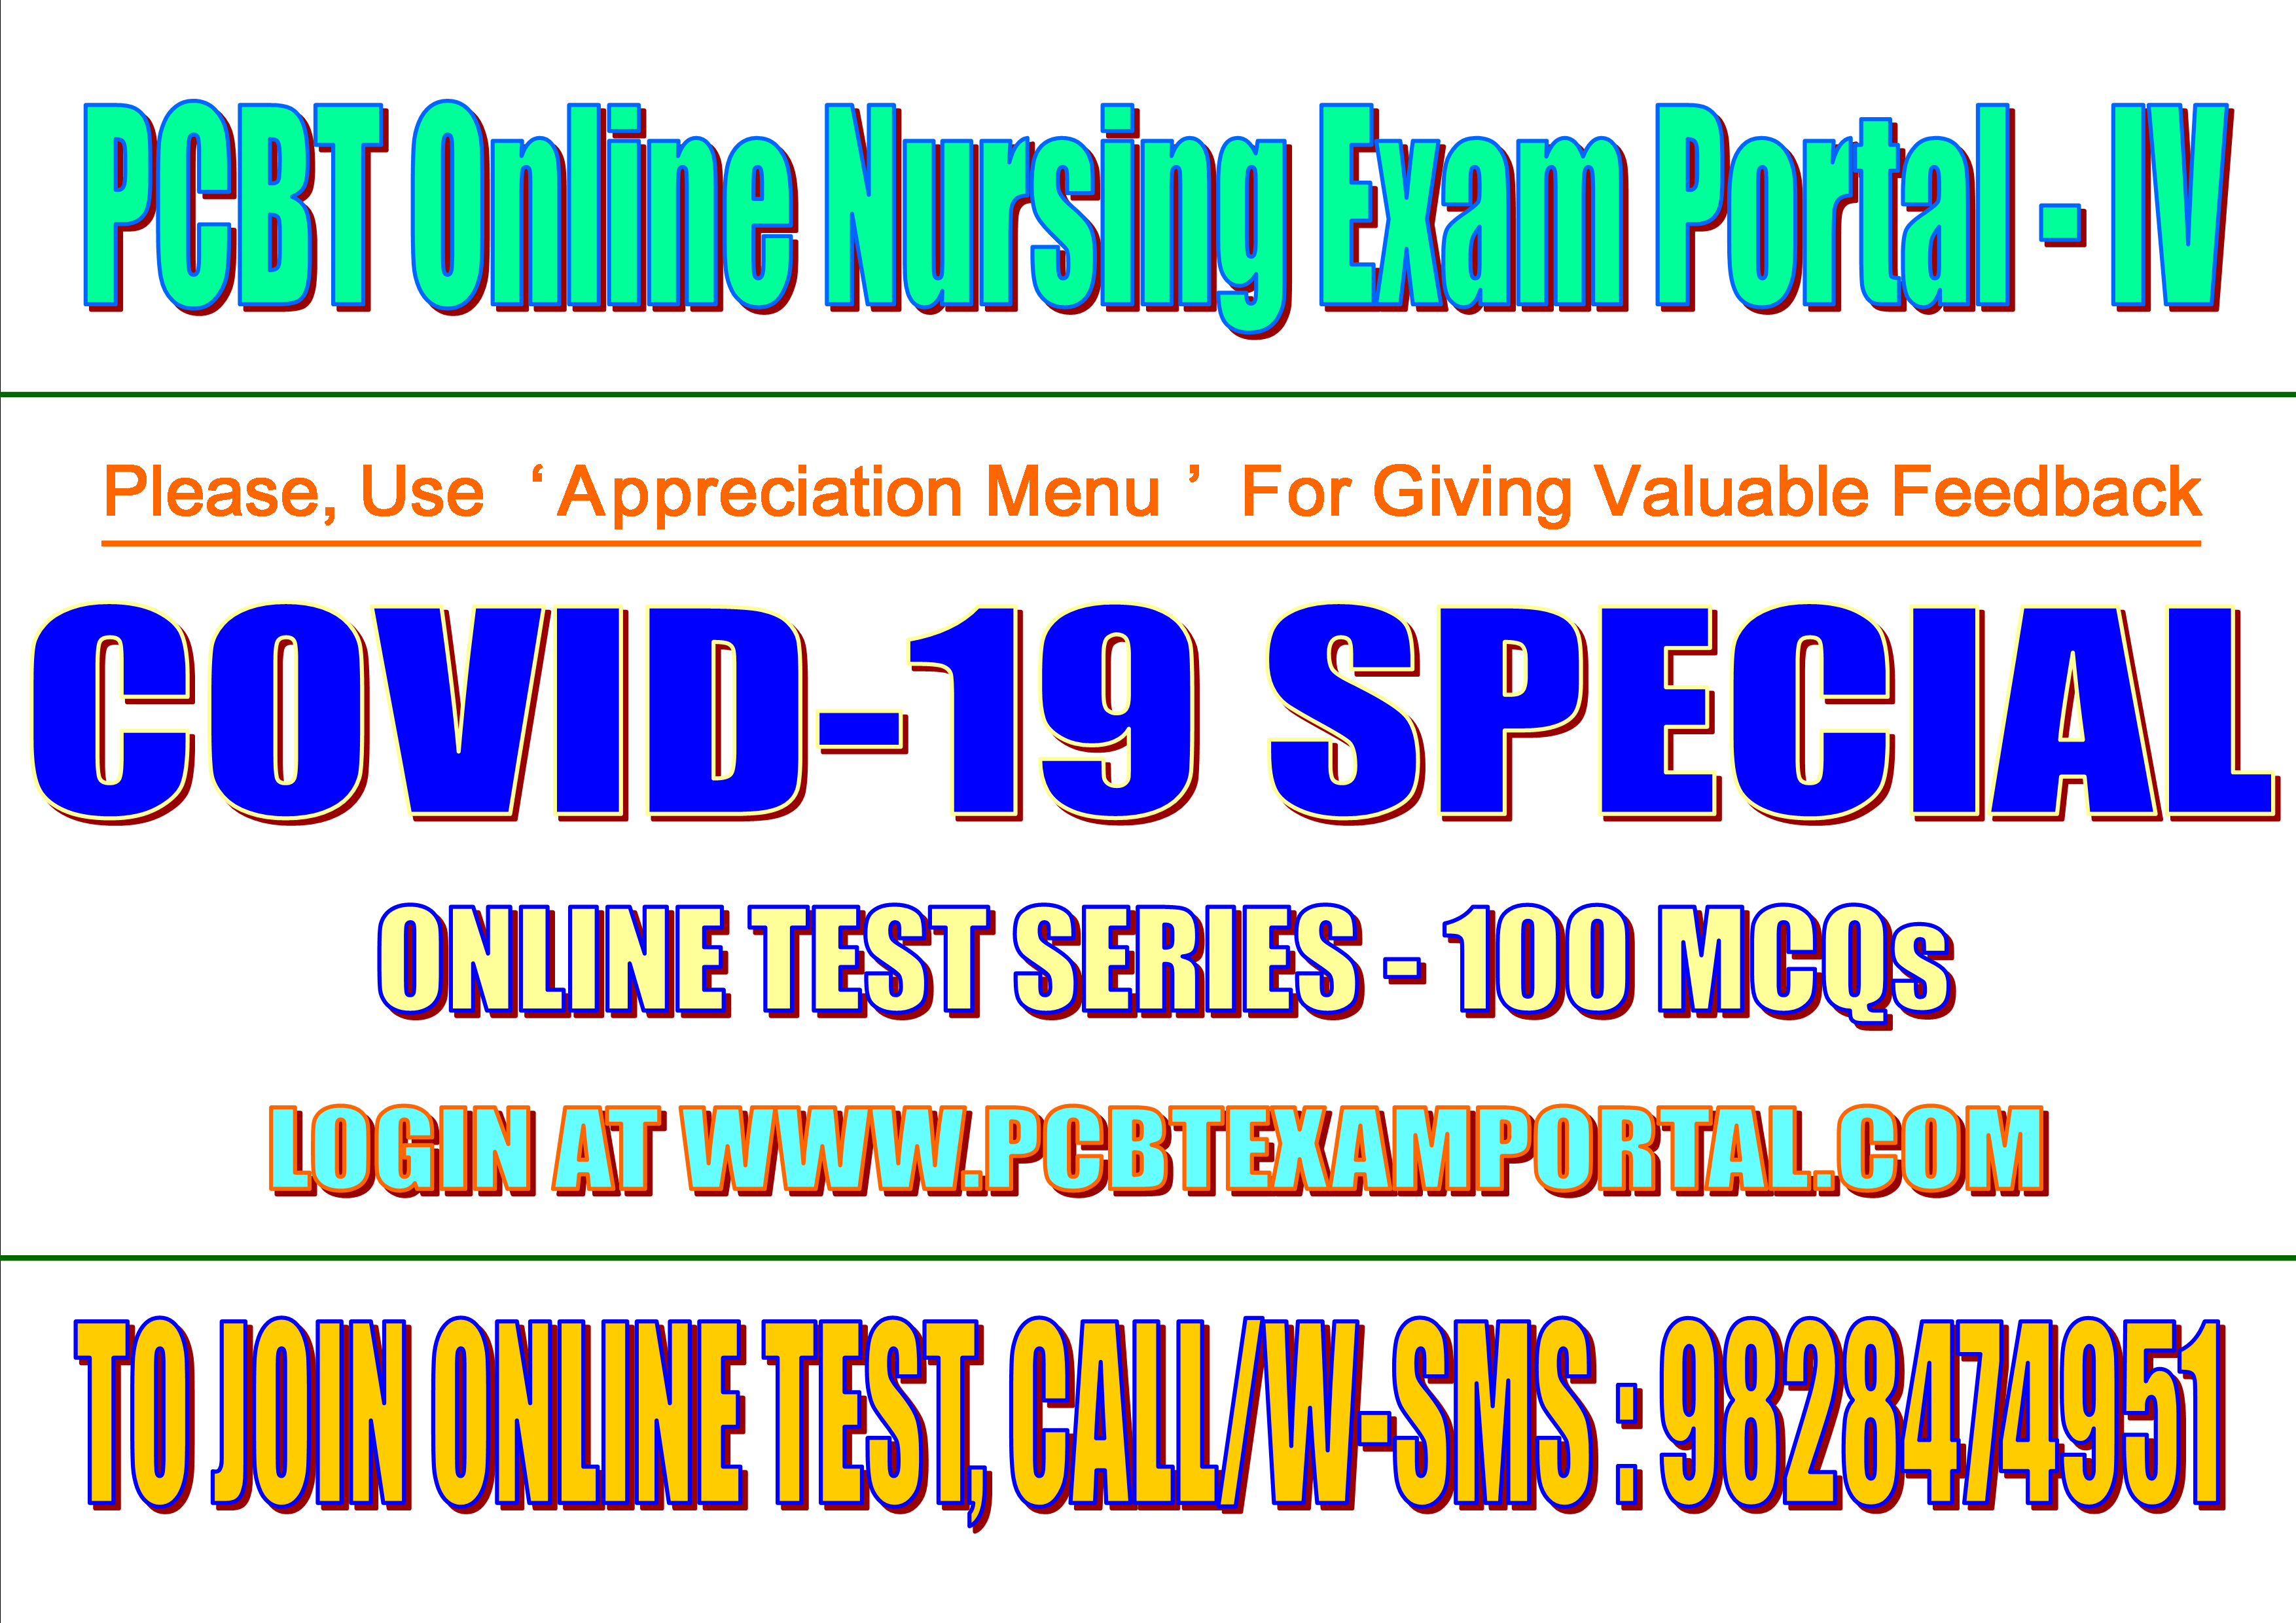 PCBT Online Nursing Exam Portal - IV
Please, Use ‘ Appreciation Menu ’ For Giving Valuable Feedback
COVID-19 SPECIAL
ONLINE TEST SERIES - 100 MCQs
LOGIN AT WWW.PCBTEXAMPORTAL.COM
TO JOIN ONLINE TEST, CALL/W-SMS : 9828474951